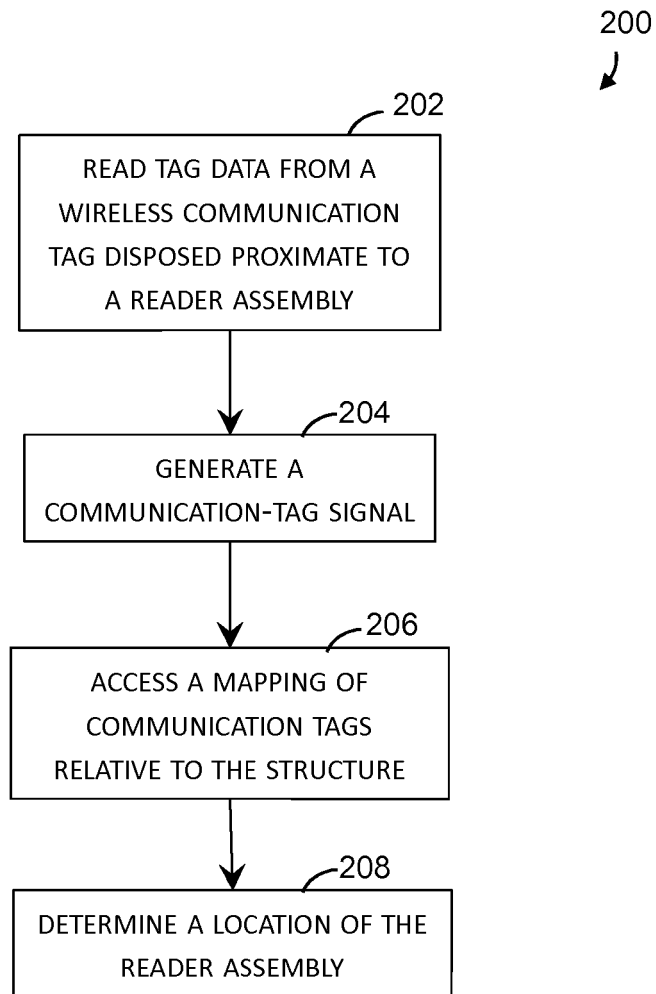 200
202
READ TAG DATA FROM A
WIRELESS COMMUNICATION
TAG DISPOSED PROXIMATE TO
A READER ASSEMBLY
204
GENERATE A
COMMUNICATION-TAG SIGNAL
206
ACCESS A MAPPING OF
COMMUNICATION TAGS
RELATIVE TO THE STRUCTURE
208
DETERMINE A LOCATION OF THE
READER ASSEMBLY